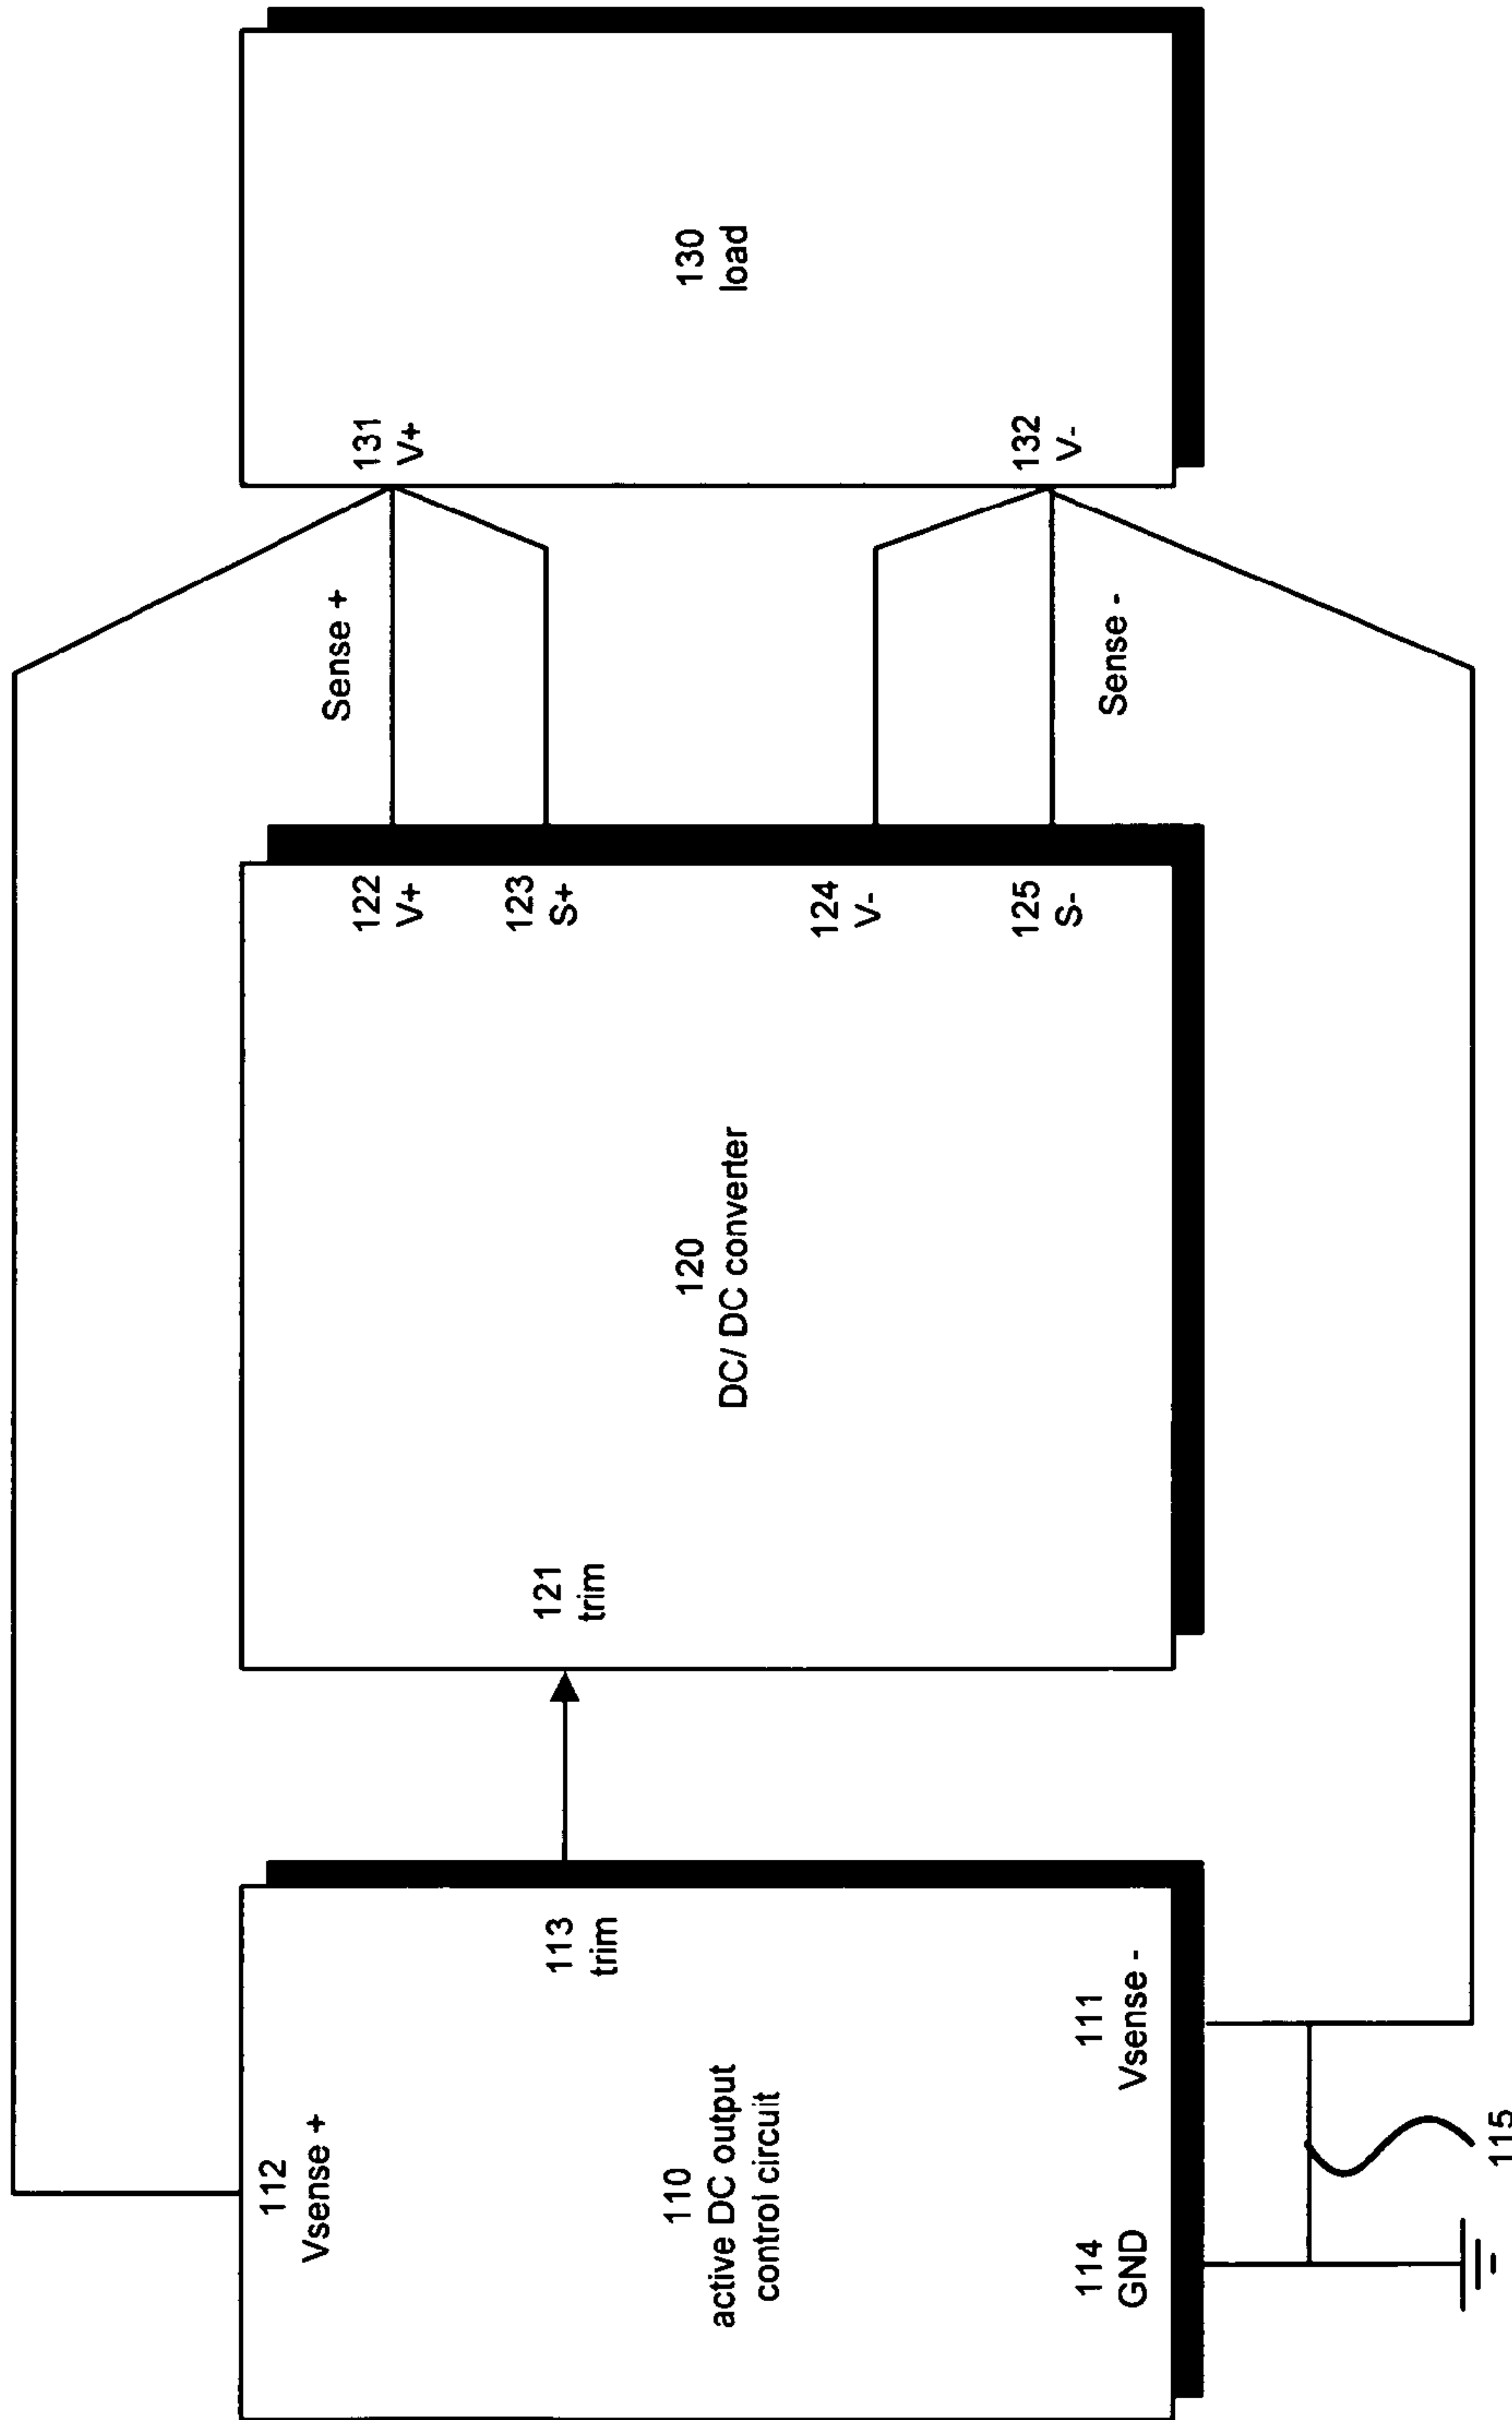 112
Vsense +
110
active DC output
control circuit
113
trim
114
GND
111
Vsense -
115
121
trim
120
DC/ DC converter
122
V+
123
S+
124
V-
125
S-
Sense +
Sense -
131
V+
130
load
132
V-